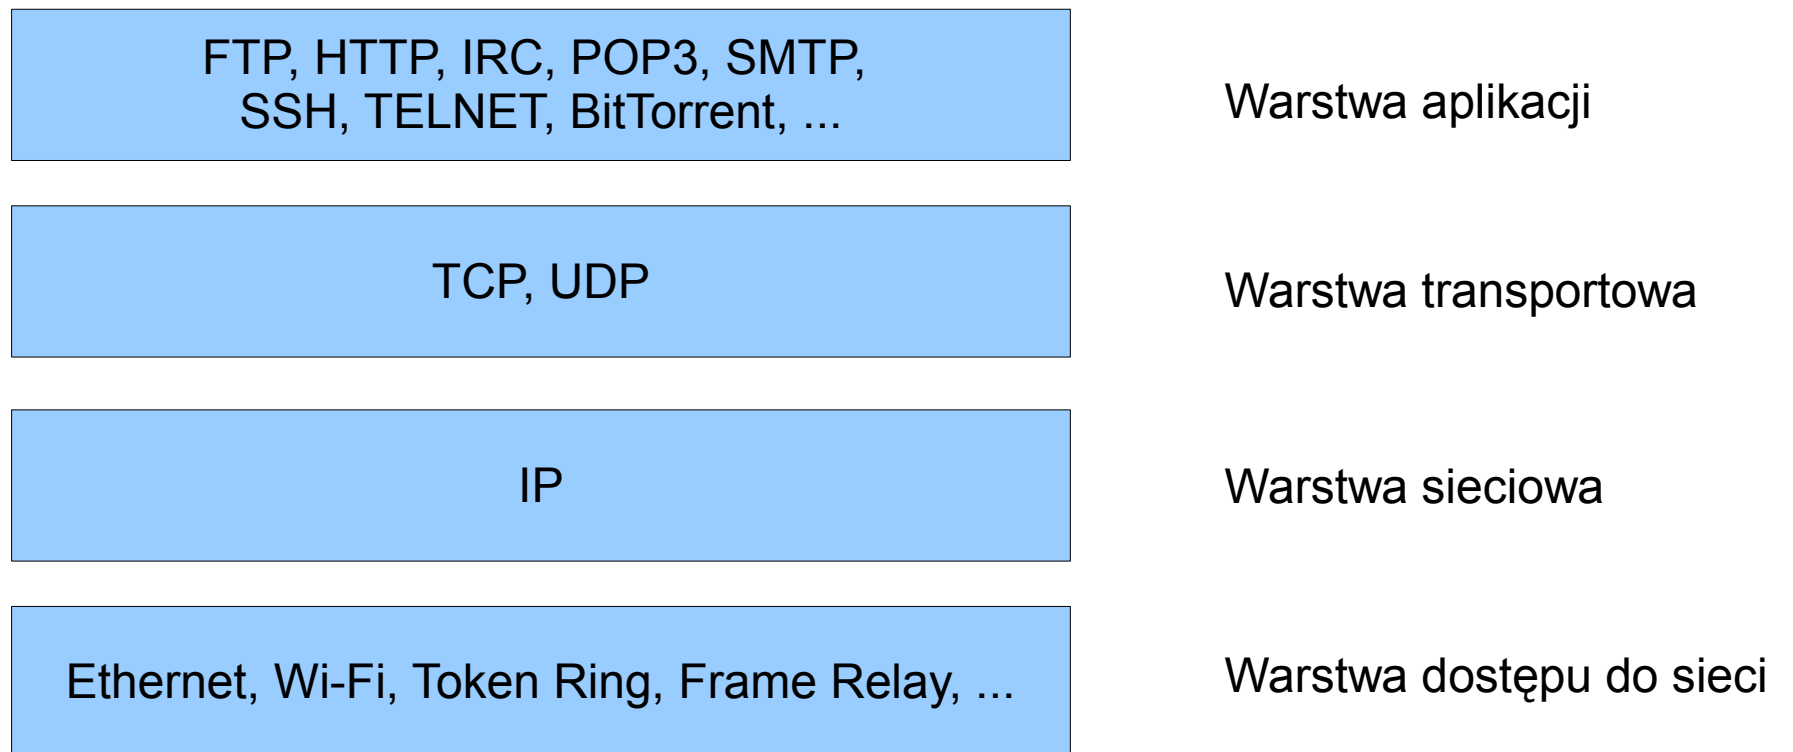 FTP, HTTP, IRC, POP3, SMTP,
SSH, TELNET, BitTorrent, ...
Warstwa aplikacji
TCP, UDP
Warstwa transportowa
IP
Warstwa sieciowa
Ethernet, Wi-Fi, Token Ring, Frame Relay, ...
Warstwa dostępu do sieci